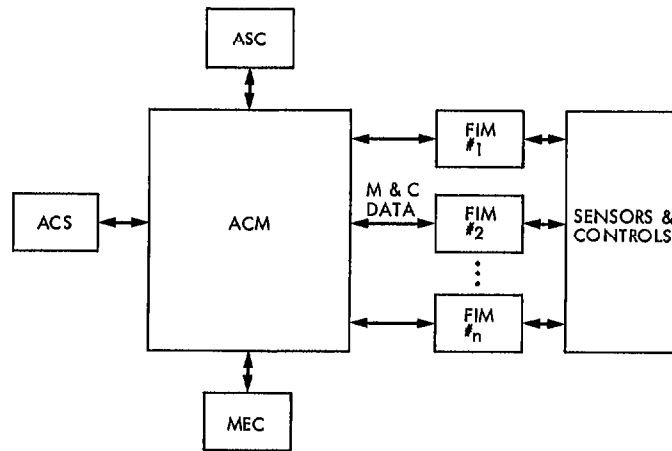 ASC
FIM
#1
M & C
DATA
FIM
#2
SENSORS &
CONTROLS
ACS
ACM
FIM
#n
MEC